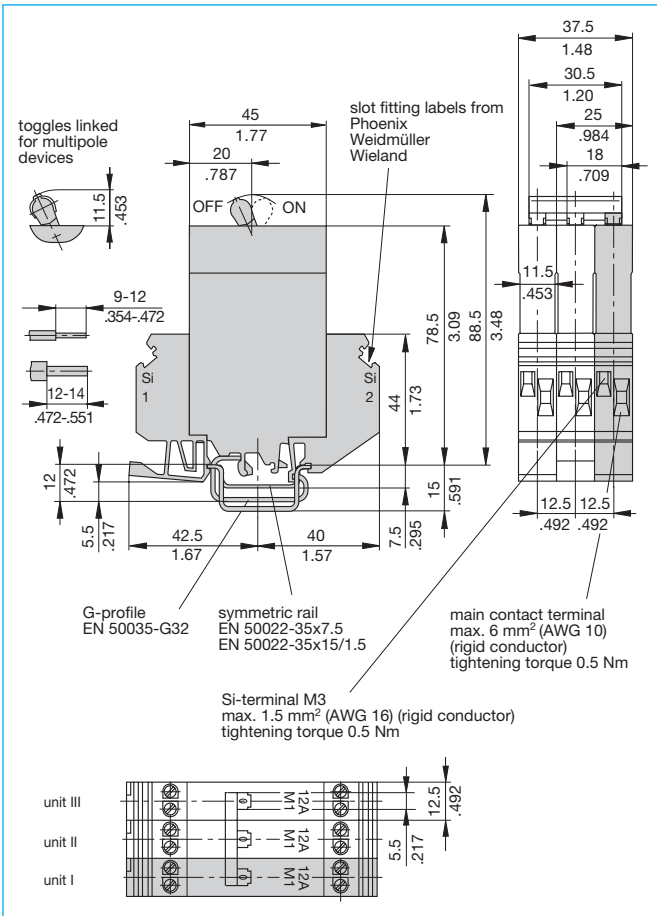 37.5
1.48
30.5
1.20
25
.984
18
.709
45
1.77
20
.787
slot fitting labels from
Phoenix
Weidmüller
Wieland
toggles linked
for multipole
devices
11.5
.453
OFF
ON
11.5
.453
9-12
.354-.472
12-14
.472-.551
78.5
3.09
88.5
3.48
44
1.73
Si
1
Si
2
12
.472
5.5
.217
15
.591
7.5
.295
42.5
1.67
40
1.57
12.5
.492
12.5
.492
G-profile
EN 50035-G32
symmetric rail
EN 50022-35x7.5
EN 50022-35x15/1.5
main contact terminal
max. 6 mm² (AWG 10)
(rigid conductor)
tightening torque 0.5 Nm
Si-terminal M3
max. 1.5 mm² (AWG 16) (rigid conductor)
tightening torque 0.5 Nm
unit III
12A
M1
unit II
12A
M1
unit I
12A
M1
5.5
.217
12.5
.492